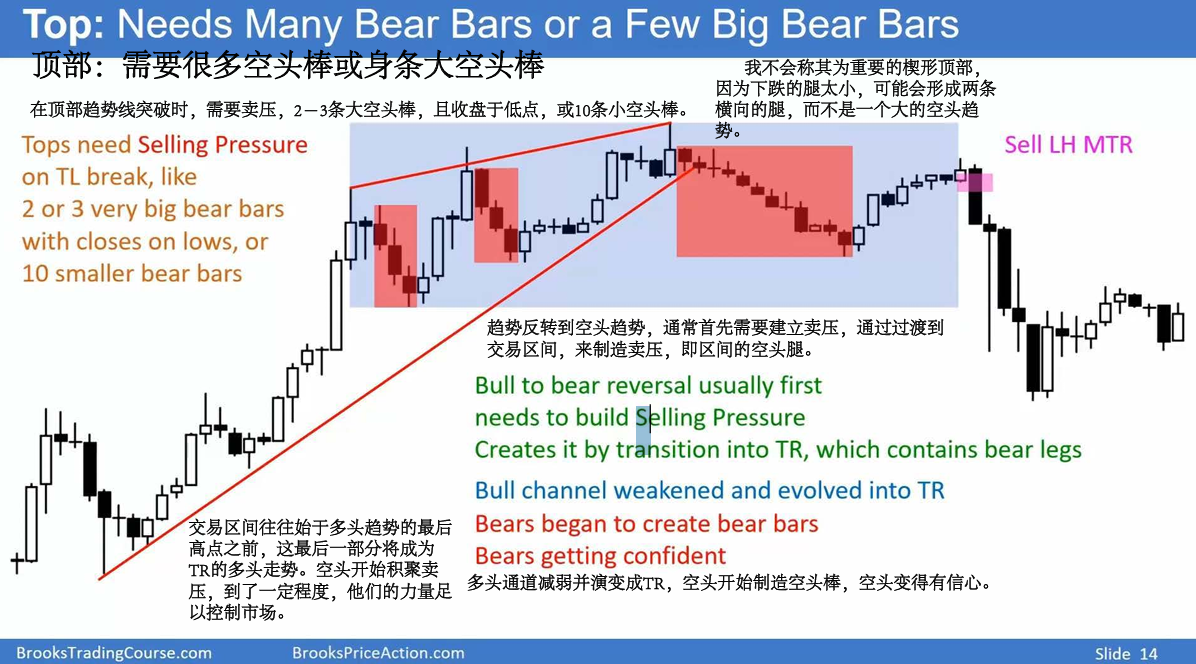 Top: Needs Many Bear Bars or a Few Big Bear Bars
顶部：需要很多空头棒或身条大空头棒
在顶部趋势线突破时，需要卖压，2－3条大空头棒，且收盘于低点，或10条小空头棒。
我不会称其为重要的楔形顶部，
因为下跌的腿太小，可能会形成两条
横向的腿，而不是一个大的空头趋
势。
Tops need Selling Pressure
on TL break, like
2 or 3 very big bear bars
with closes on lows, or
10 smaller bear bars
Sell LH MTR
趋势反转到空头趋势，通常首先需要建立卖压，通过过渡到
交易区间，来制造卖压，即区间的空头腿。
Bull to bear reversal usually first
needs to build Selling Pressure
Creates it by transition into TR, which contains bear legs
Bull channel weakened and evolved into TR
Bears began to create bear bars
Bears getting confident
多头通道减弱并演变成TR，空头开始制造空头棒，空头变得有信心。
交易区间往往始于多头趋势的最后
高点之前，这最后一部分将成为
TR的多头走势。空头开始积聚卖
压，到了一定程度，他们的力量足
以控制市场。
BrooksTradingCourse.com
BrooksPriceAction.com
Slide 14